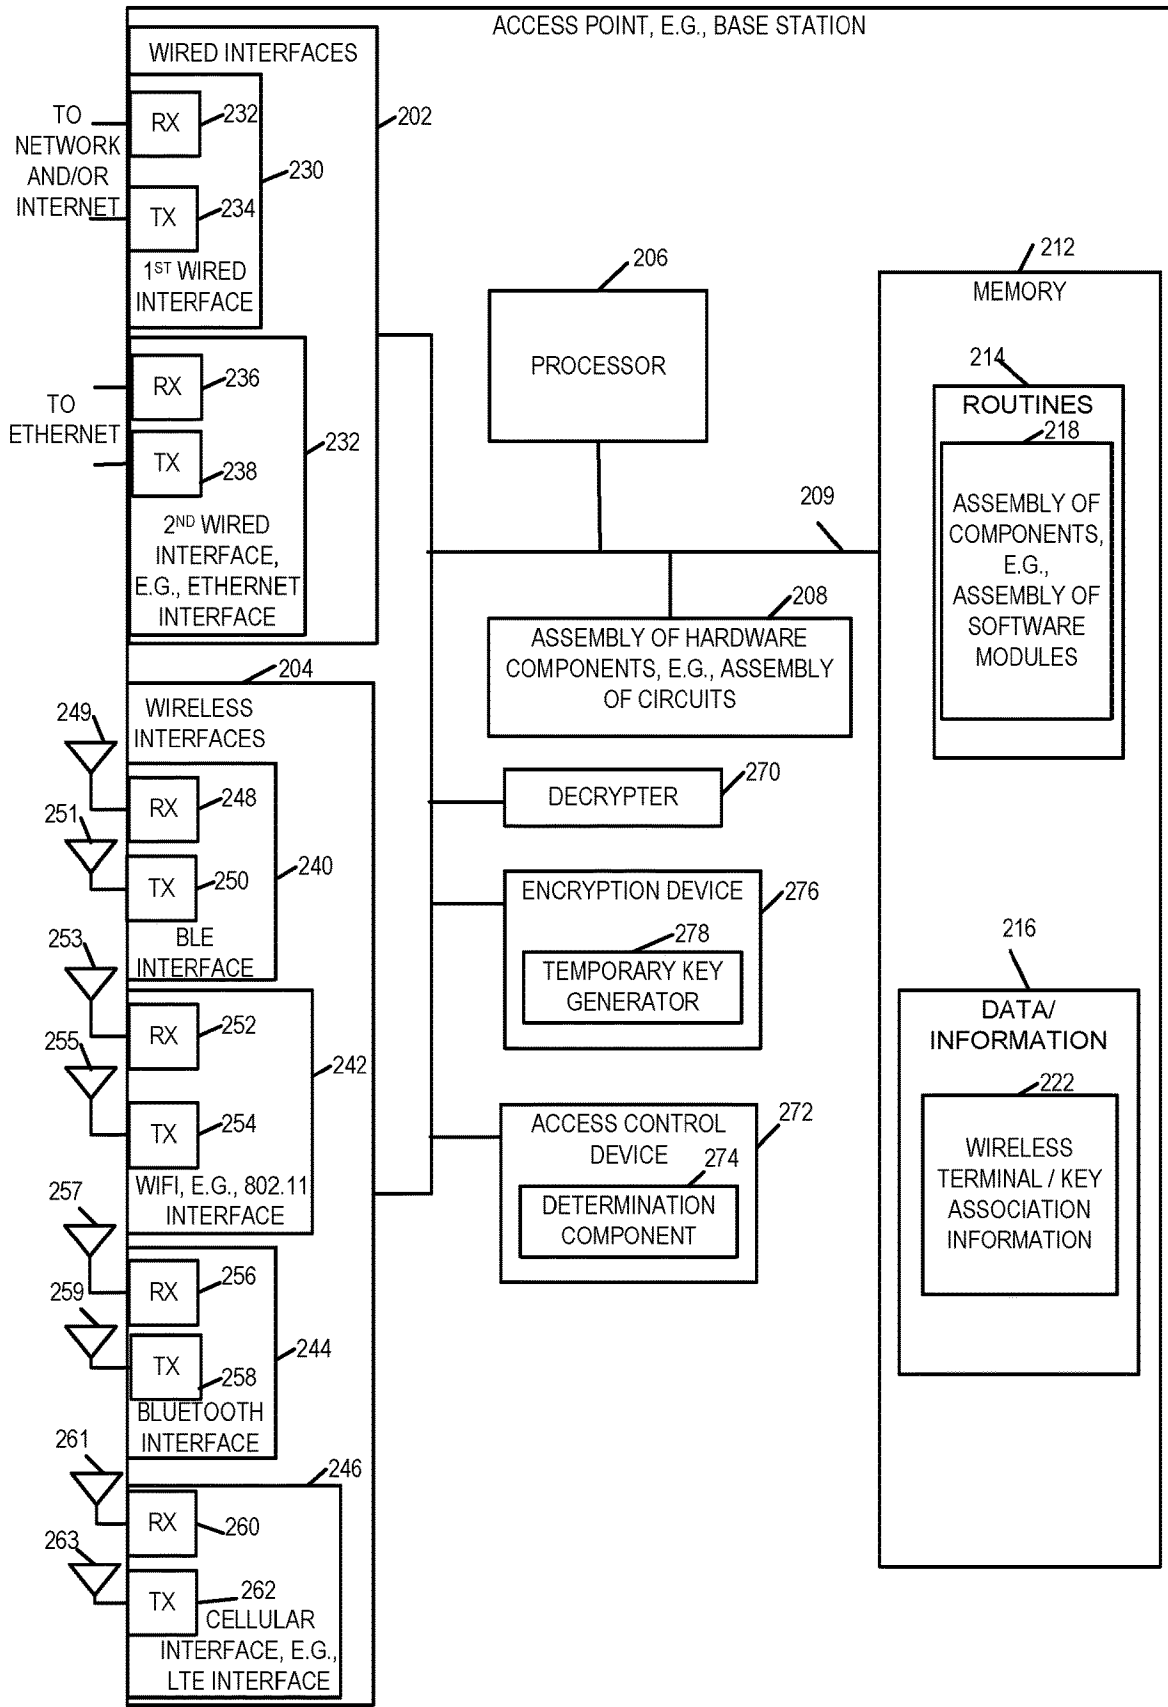 ACCESS POINT, E.G., BASE STATION
WIRED INTERFACES
202
TO
NETWORK
AND/OR
INTERNET
RX
232
230
TX
234
1ST WIRED
INTERFACE
TO
ETHERNET
RX
236
TX
238
232
2ND WIRED
INTERFACE,
E.G., ETHERNET
INTERFACE
204
WIRELESS
INTERFACES
249
RX
248
251
TX
250
240
BLE
INTERFACE
253
RX
252
255
242
TX
254
WIFI, E.G., 802.11
INTERFACE
257
RX
256
259
TX
258
244
BLUETOOTH
INTERFACE
261
246
RX
260
263
TX
262
CELLULAR
INTERFACE, E.G.,
LTE INTERFACE
206
PROCESSOR
209
208
ASSEMBLY OF HARDWARE
COMPONENTS, E.G., ASSEMBLY
OF CIRCUITS
270
DECRYPTER
ENCRYPTION DEVICE
276
278
TEMPORARY KEY
GENERATOR
ACCESS CONTROL
DEVICE
272
274
DETERMINATION
COMPONENT
212
MEMORY
214
ROUTINES
218
ASSEMBLY OF
COMPONENTS,
E.G.,
ASSEMBLY OF
SOFTWARE
MODULES
216
DATA/
INFORMATION
222
WIRELESS
TERMINAL / KEY
ASSOCIATION
INFORMATION